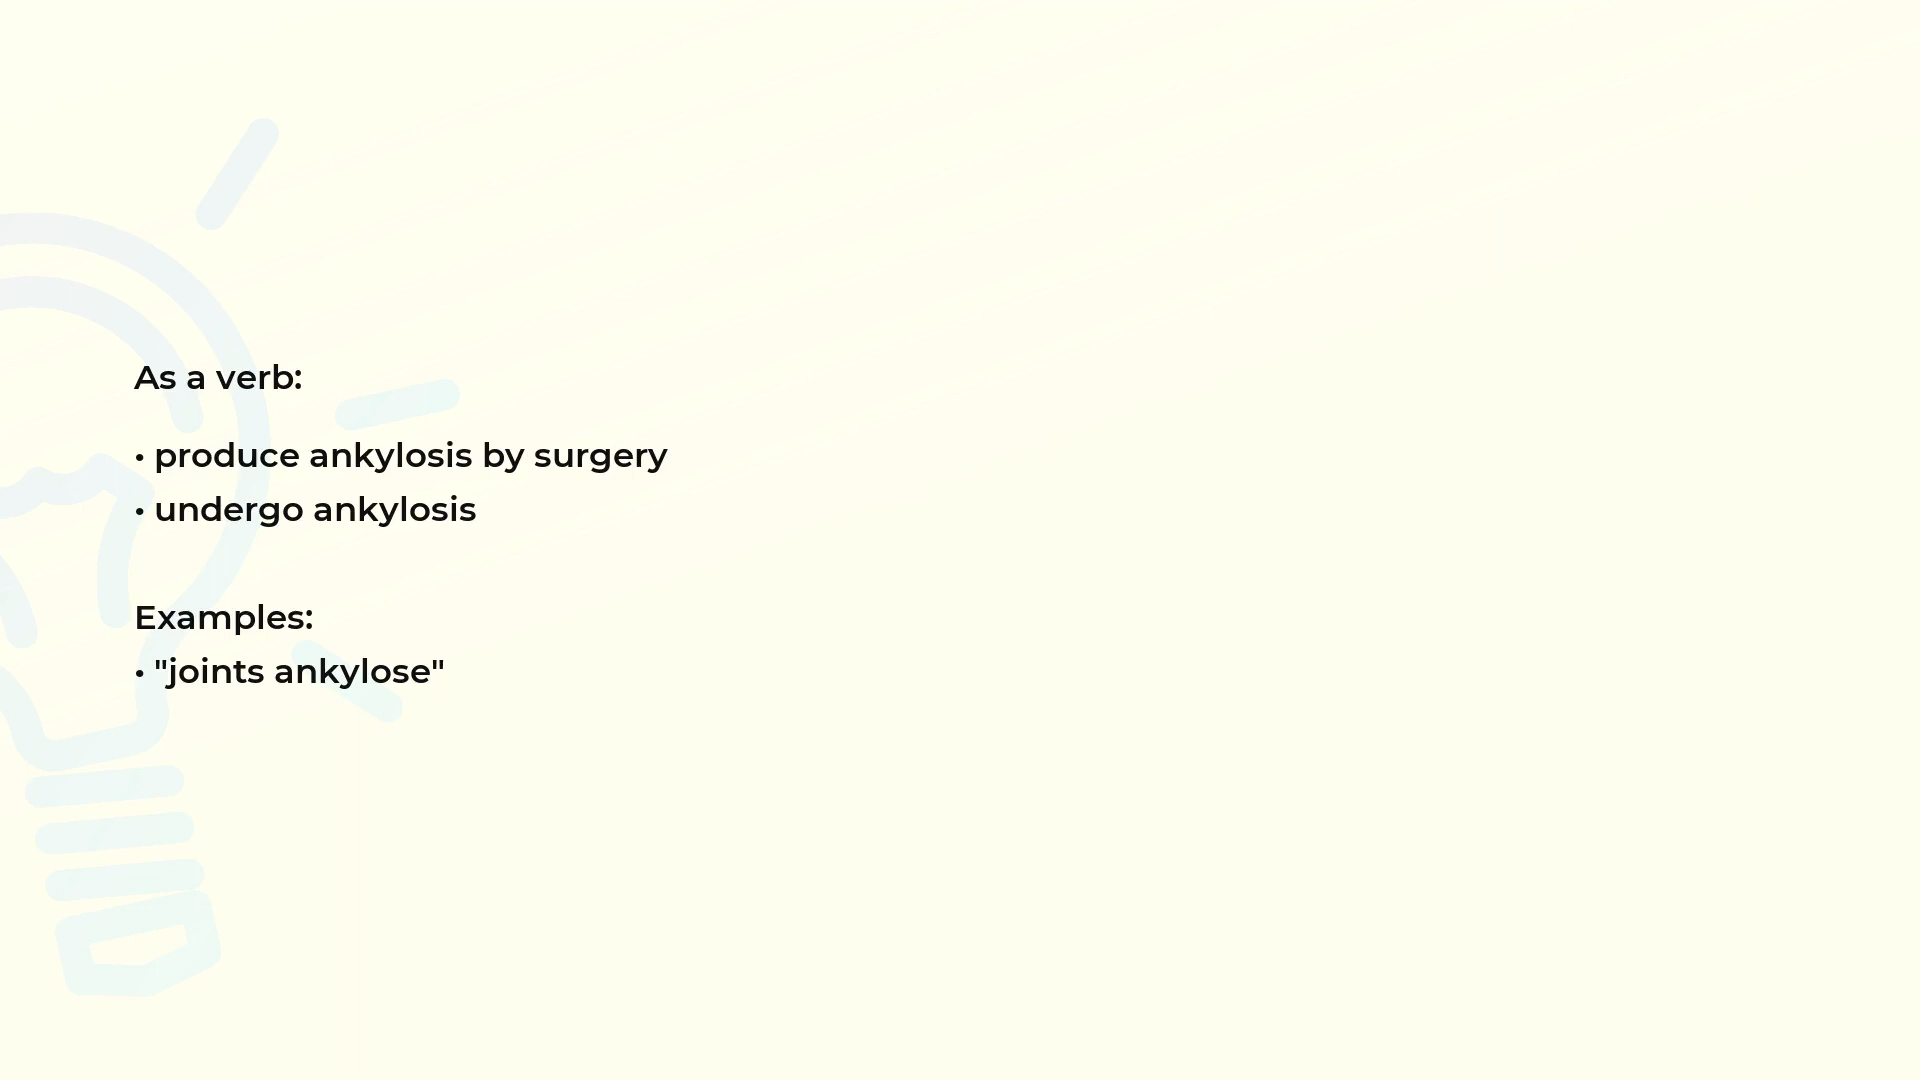 As a verb:
• produce ankylosis by surgery
• undergo ankylosis
Examples:
• "joints ankylose"